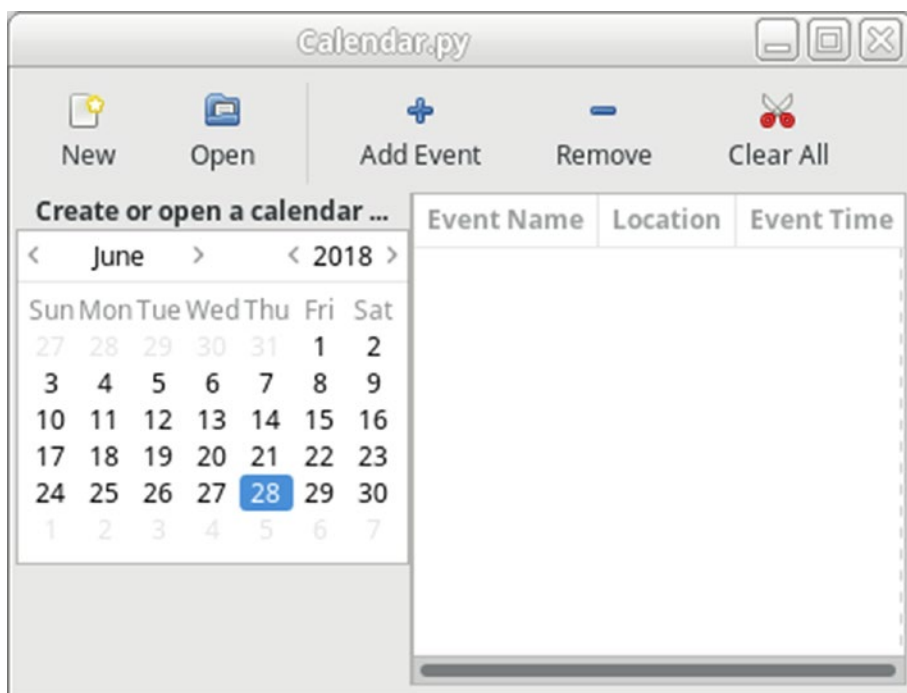 Calendar.py
New Open Add Event Remove Clear All
Create or open a calendar ...
< June > < 2018 >
Sun Mon Tue Wed Thu Fri Sat
27 28 29 30 31 1 2
3 4 5 6 7 8 9
10 11 12 13 14 15 16
17 18 19 20 21 22 23
24 25 26 27 28 29 30
1 2 3 4 5 6 7
Event Name Location Event Time